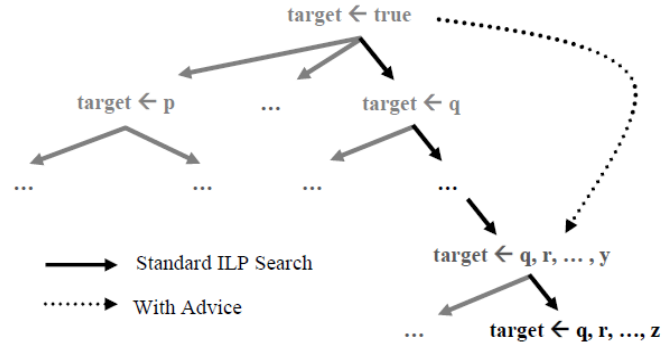 target ← true
target ← p
...
target ← q
...
...
...
...
target ← q, r, ... , y
Standard ILP Search
With Advice
...
target ← q, r, ..., z